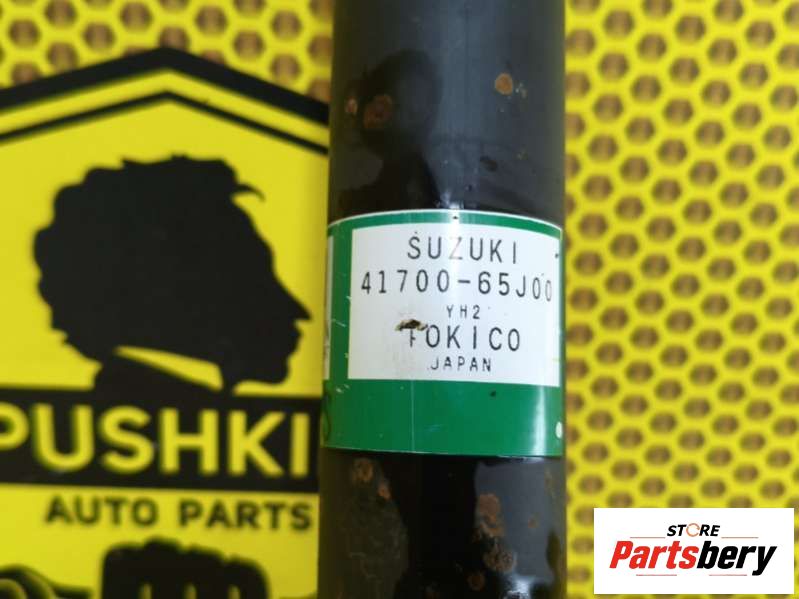 SUZUKI
41700-65J00
YH2
TOKICO
JAPAN
PUSHKI
AUTO PARTS
STORE
Partsbery